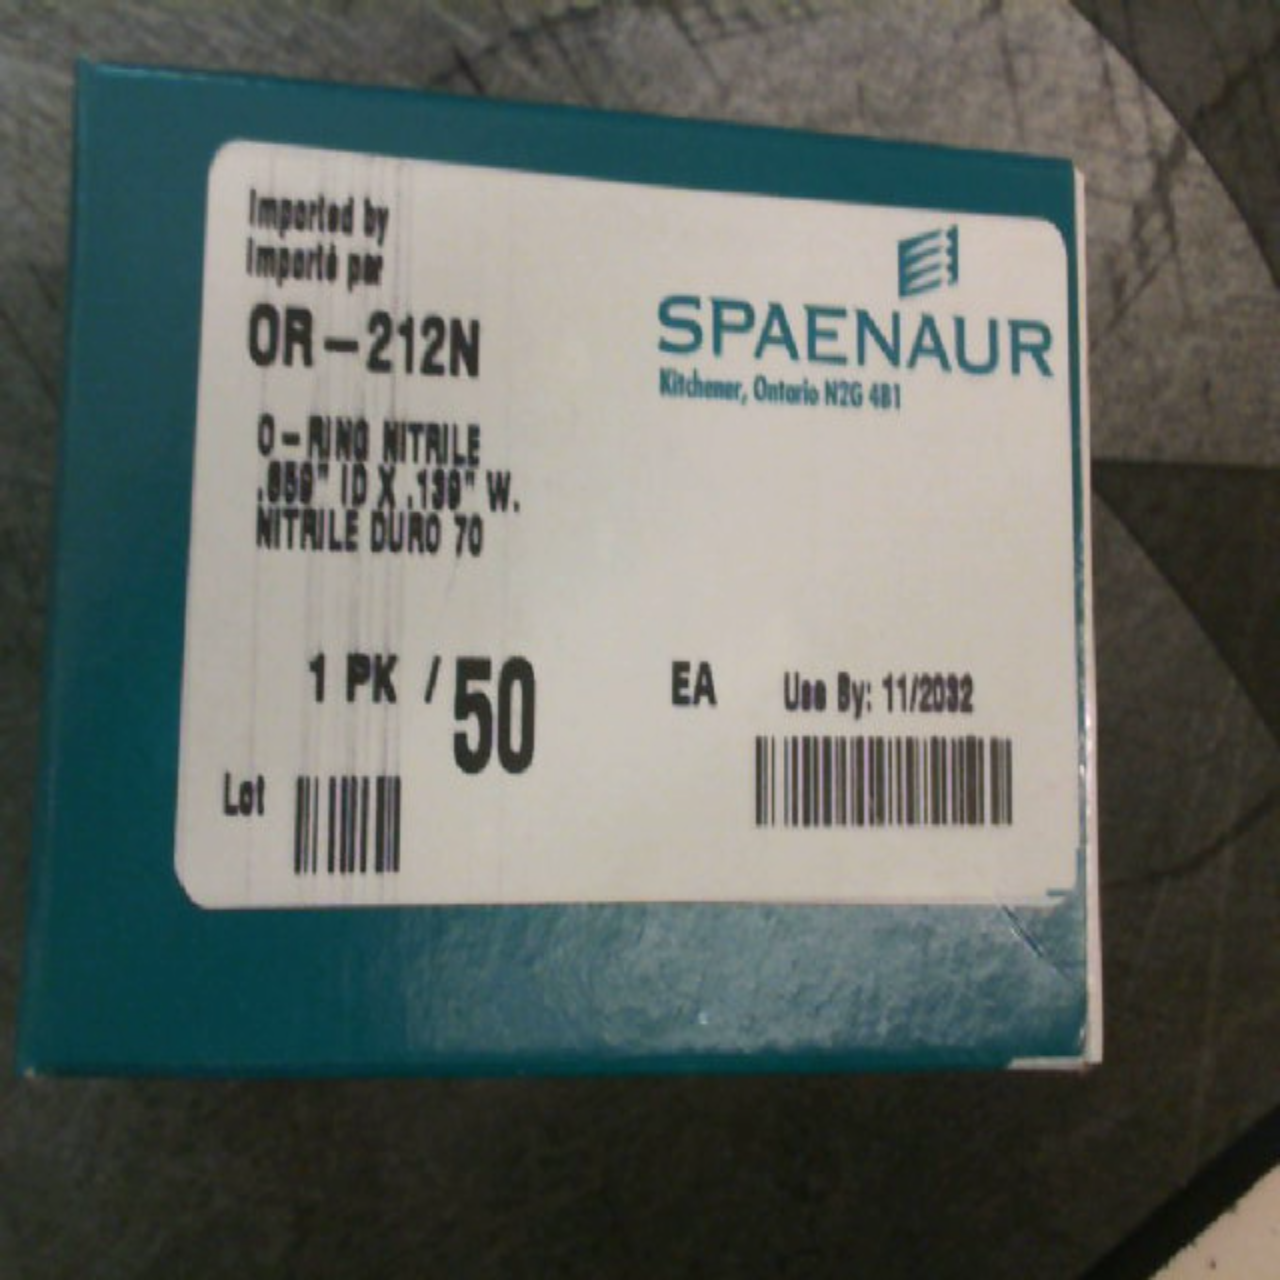 Imported by
Importé par
OR-212N
SPAENAUR
Kitchener, Ontario N2G 4B1
O-RING NITRILE
.859" ID X .139" W.
NITRILE DURO 70
1 PK / 50 EA
Use By: 11/2032
Lot